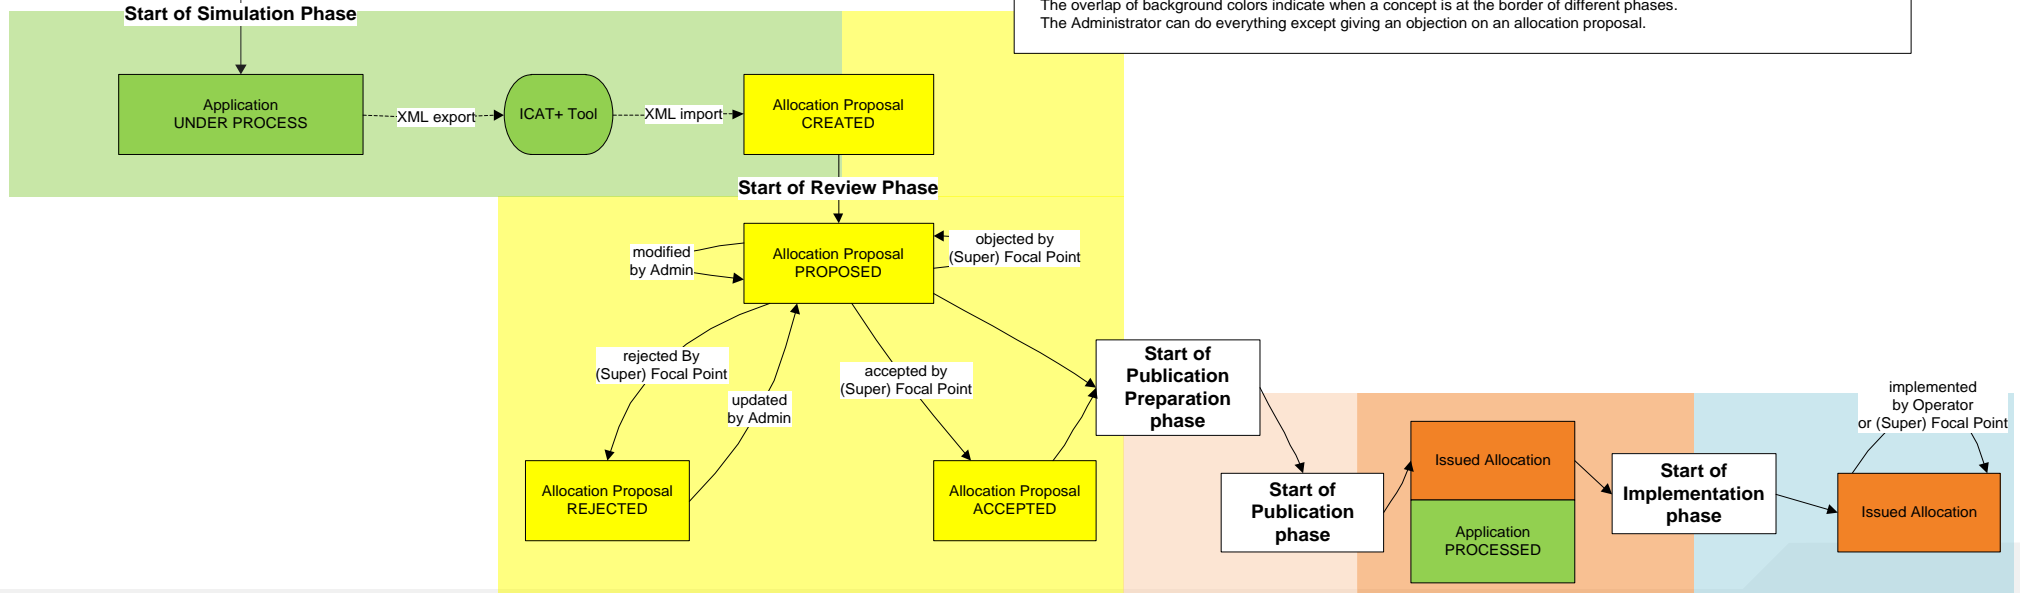 The overlap of background colors indicate when a concept is at the border of different phases.
The Administrator can do everything except giving an objection on an allocation proposal.
Start of Simulation Phase
Application
UNDER PROCESS
XML export
ICAT+ Tool
XML import
Allocation Proposal
CREATED
Start of Review Phase
modified
by Admin
Allocation Proposal
PROPOSED
objected by
(Super) Focal Point
rejected By
(Super) Focal Point
updated
by Admin
accepted by
(Super) Focal Point
Start of
Publication
Preparation
phase
implemented
by Operator
or (Super) Focal Point
Allocation Proposal
REJECTED
Allocation Proposal
ACCEPTED
Start of
Publication
phase
Issued Allocation
Application
PROCESSED
Start of
Implementation
phase
Issued Allocation